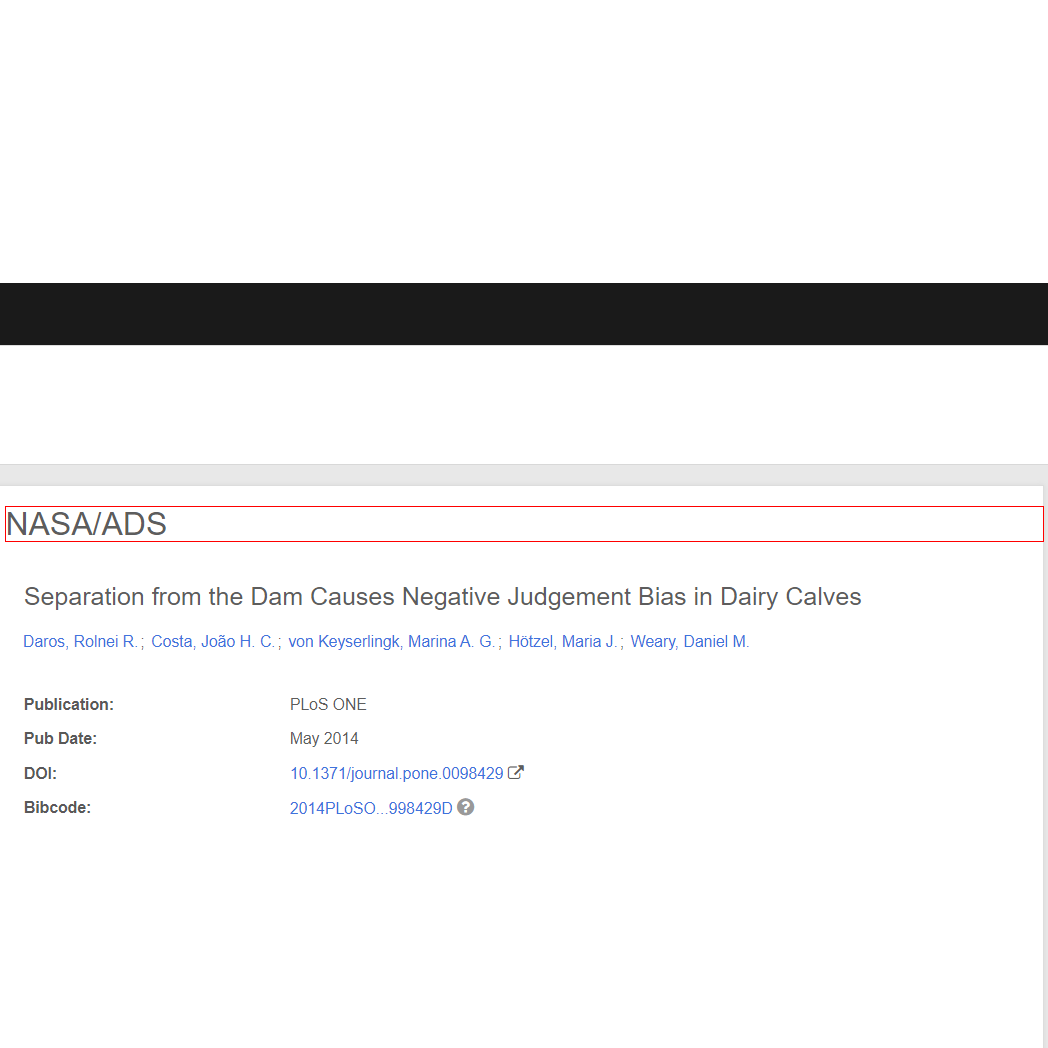 NASA/ADS
Separation from the Dam Causes Negative Judgement Bias in Dairy Calves
Daros, Rolnei R. ; Costa, João H. C. ; von Keyserlingk, Marina A. G. ; Hötzel, Maria J. ; Weary, Daniel M.
Publication: PLoS ONE
Pub Date: May 2014
DOI: 10.1371/journal.pone.0098429
Bibcode: 2014PLoSO...998429D ?